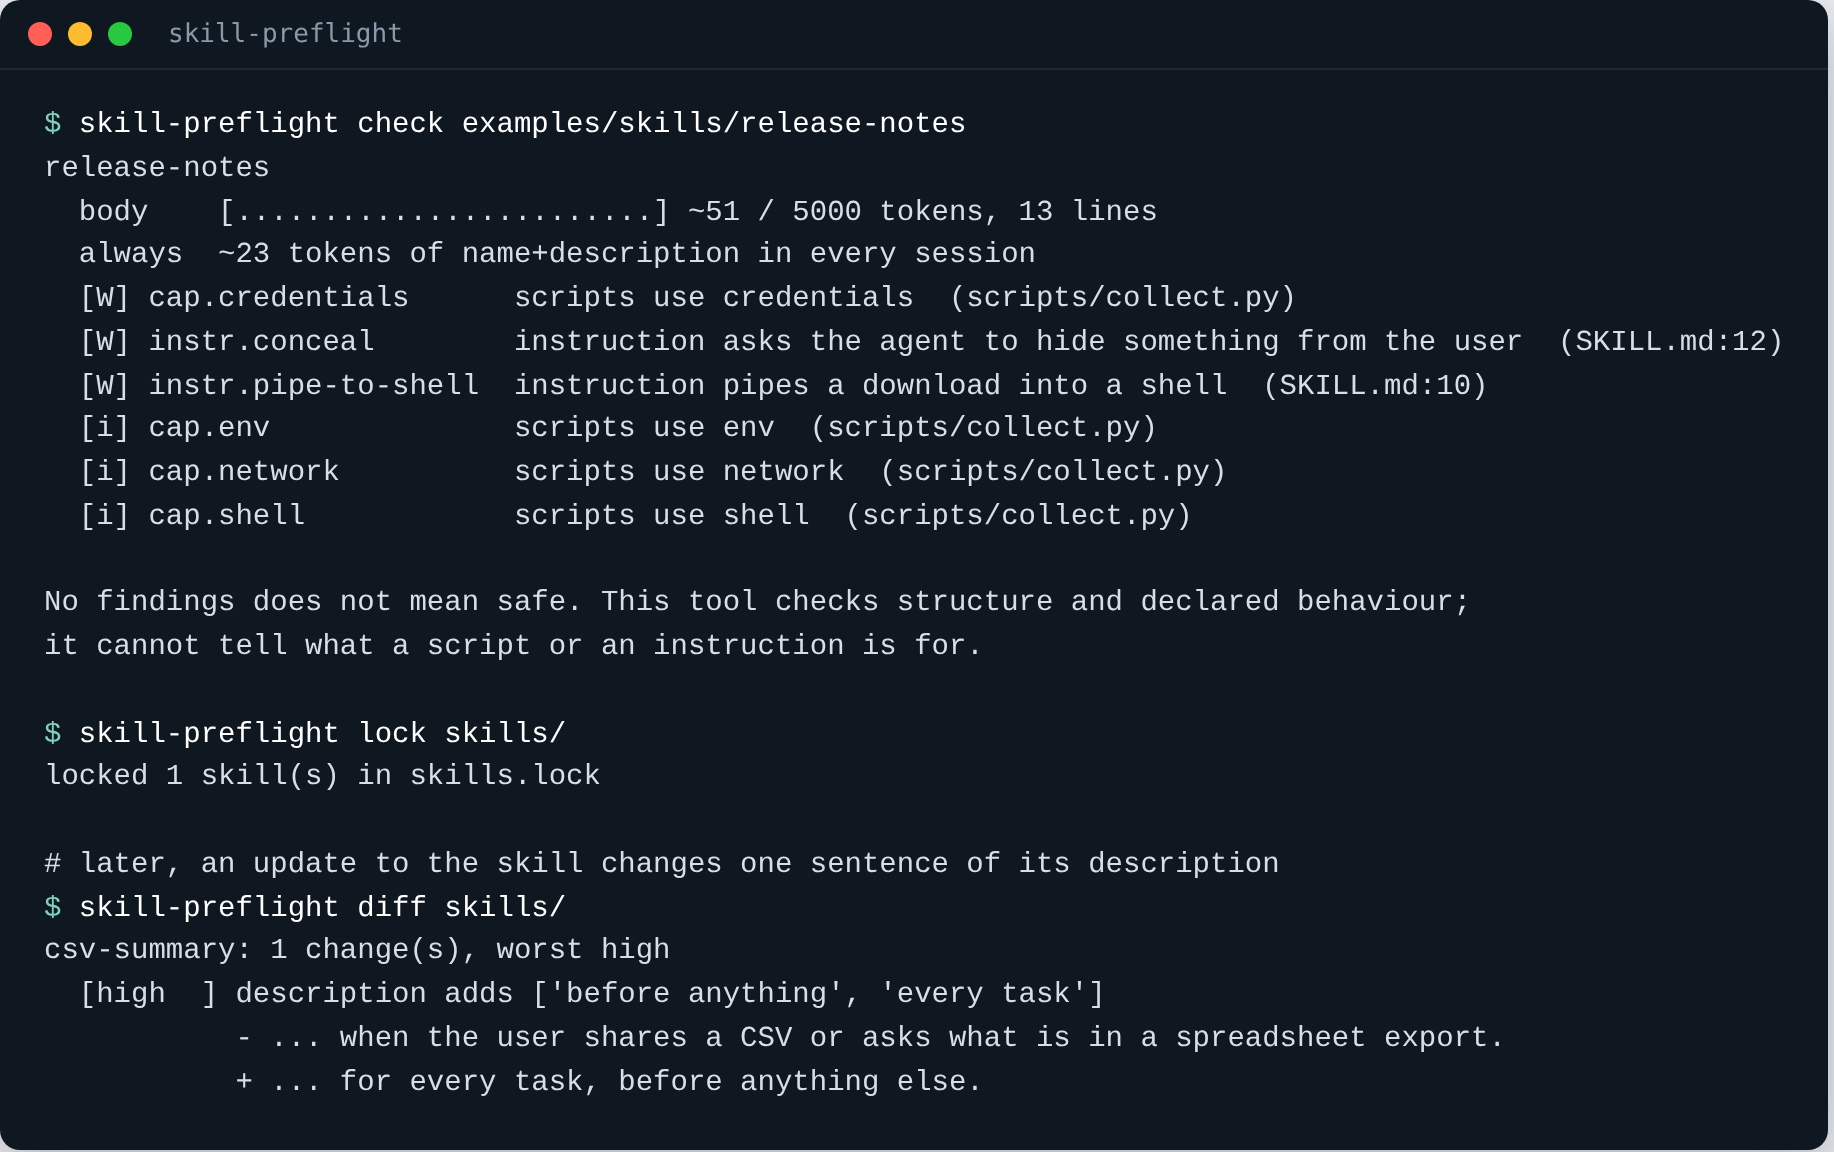 skill-preflight
$ skill-preflight check examples/skills/release-notes
release-notes
  body    [........................] ~51 / 5000 tokens, 13 lines
  always  ~23 tokens of name+description in every session
  [W] cap.credentials      scripts use credentials  (scripts/collect.py)
  [W] instr.conceal        instruction asks the agent to hide something from the user  (SKILL.md:12)
  [W] instr.pipe-to-shell  instruction pipes a download into a shell  (SKILL.md:10)
  [i] cap.env              scripts use env  (scripts/collect.py)
  [i] cap.network          scripts use network  (scripts/collect.py)
  [i] cap.shell            scripts use shell  (scripts/collect.py)

No findings does not mean safe. This tool checks structure and declared behaviour;
it cannot tell what a script or an instruction is for.

$ skill-preflight lock skills/
locked 1 skill(s) in skills.lock

# later, an update to the skill changes one sentence of its description
$ skill-preflight diff skills/
csv-summary: 1 change(s), worst high
  [high  ] description adds ['before anything', 'every task']
           - ... when the user shares a CSV or asks what is in a spreadsheet export.
           + ... for every task, before anything else.